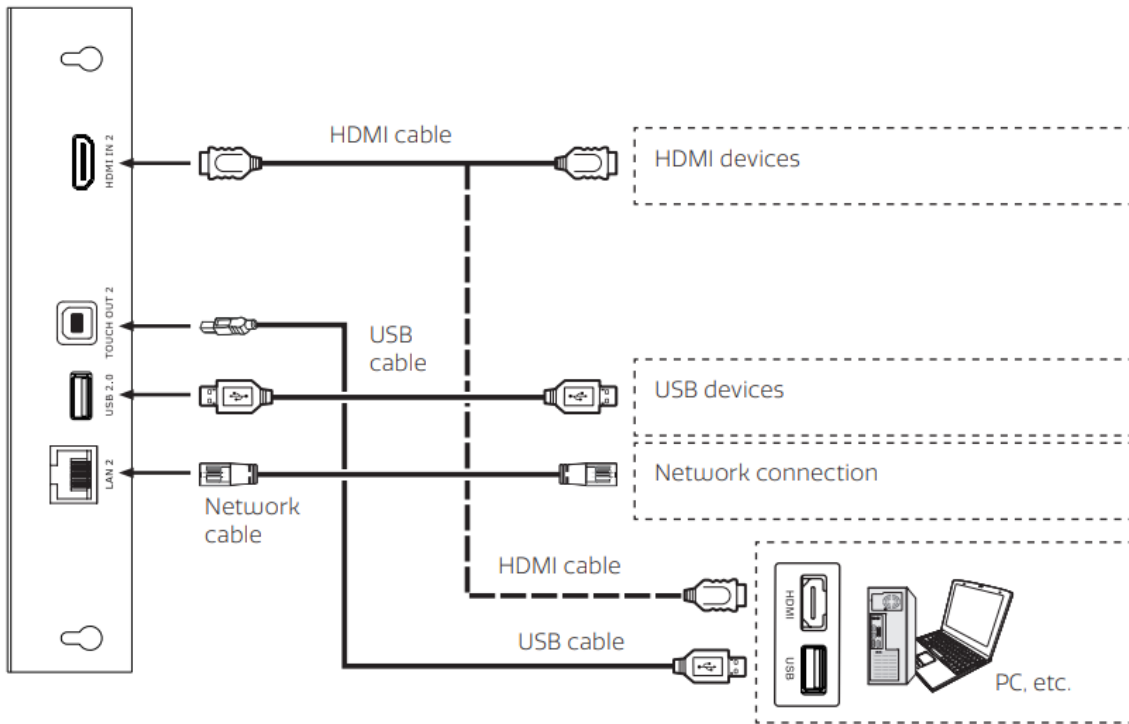 HDMI cable
HDMI IN 2
HDMI devices
TOUCH OUT 2
USB
cable
USB 2.0
USB devices
LAN 2
Network connection
Network
cable
HDMI cable
HDMI
USB cable
USB
PC, etc.